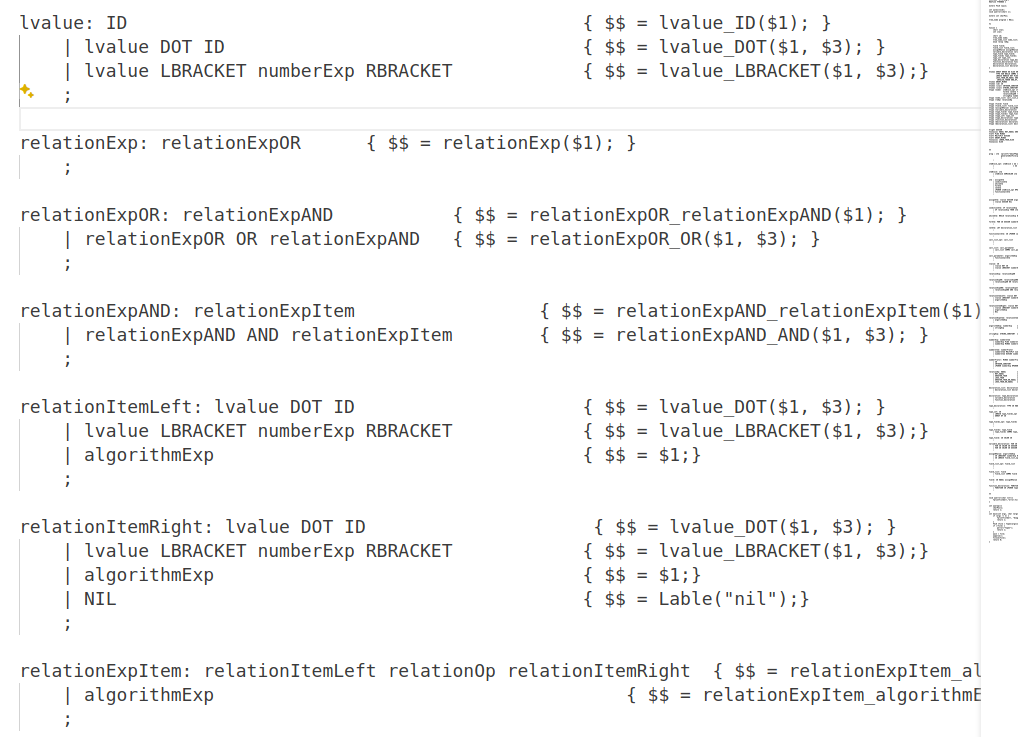 lvalue: ID { $$ = lvalue_ID($1); }
| lvalue DOT ID { $$ = lvalue_DOT($1, $3); }
| lvalue LBRACKET numberExp RBRACKET { $$ = lvalue_LBRACKET($1, $3);}
;
relationExp: relationExpOR { $$ = relationExp($1); }
;
relationExpOR: relationExpAND { $$ = relationExpOR_relationExpAND($1); }
| relationExpOR OR relationExpAND { $$ = relationExpOR_OR($1, $3); }
;
relationExpAND: relationExpItem { $$ = relationExpAND_relationExpItem($1)
| relationExpAND AND relationExpItem { $$ = relationExpAND_AND($1, $3); }
;
relationItemLeft: lvalue DOT ID { $$ = lvalue_DOT($1, $3); }
| lvalue LBRACKET numberExp RBRACKET { $$ = lvalue_LBRACKET($1, $3);}
| algorithmExp { $$ = $1;}
;
relationItemRight: lvalue DOT ID { $$ = lvalue_DOT($1, $3); }
| lvalue LBRACKET numberExp RBRACKET { $$ = lvalue_LBRACKET($1, $3);}
| algorithmExp { $$ = $1;}
| NIL { $$ = Lable("nil");}
;
relationExpItem: relationItemLeft relationOp relationItemRight { $$ = relationExpItem_al
| algorithmExp { $$ = relationExpItem_algorithmE
;